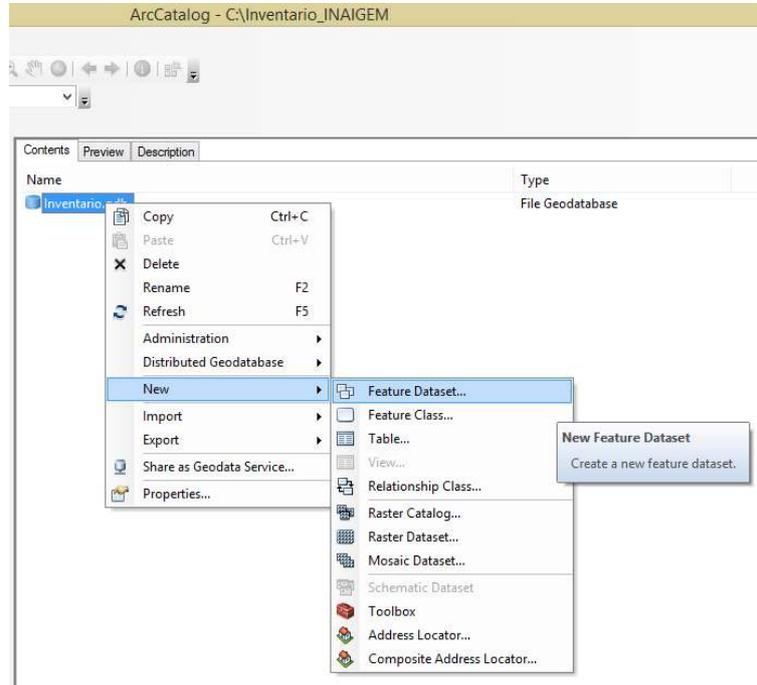 ArcCatalog - C:\Inventario_INAIGEM
Contents Preview Description
Name Type
Inventario.gdb File Geodatabase
Copy Ctrl+C
Paste Ctrl+V
Delete
Rename F2
Refresh F5
Administration
Distributed Geodatabase
New
Import
Export
Share as Geodata Service...
Properties...
Feature Dataset...
Feature Class...
Table...
View...
Relationship Class...
Raster Catalog...
Raster Dataset...
Mosaic Dataset...
Schematic Dataset
Toolbox
Address Locator...
Composite Address Locator...
New Feature Dataset
Create a new feature dataset.